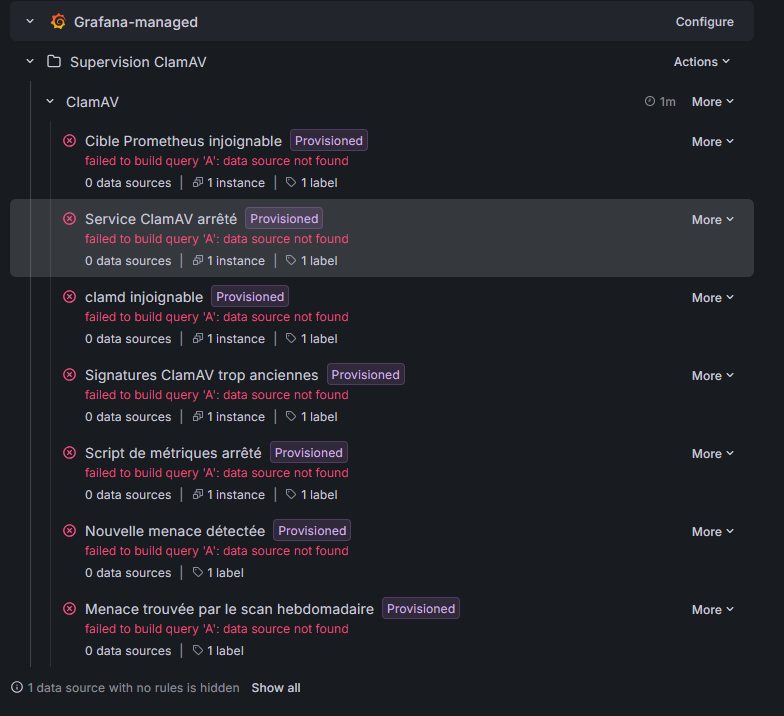 Grafana-managed Configure
Supervision ClamAV Actions
ClamAV 1m More
Cible Prometheus injoignable Provisioned More
failed to build query 'A': data source not found
0 data sources | 1 instance | 1 label
Service ClamAV arrêté Provisioned More
failed to build query 'A': data source not found
0 data sources | 1 instance | 1 label
clamd injoignable Provisioned More
failed to build query 'A': data source not found
0 data sources | 1 instance | 1 label
Signatures ClamAV trop anciennes Provisioned More
failed to build query 'A': data source not found
0 data sources | 1 instance | 1 label
Script de métriques arrêté Provisioned More
failed to build query 'A': data source not found
0 data sources | 1 instance | 1 label
Nouvelle menace détectée Provisioned More
failed to build query 'A': data source not found
0 data sources | 1 label
Menace trouvée par le scan hebdomadaire Provisioned More
failed to build query 'A': data source not found
0 data sources | 1 label
1 data source with no rules is hidden Show all